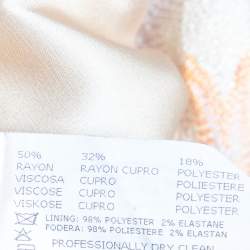 50% 32% 18%
RAYON RAYON CUPRO POLYESTER
VISCOSA CUPRO POLIESTERE
VISCOSE CUPRO POLYESTER
VISKOSE CUPRO POLYESTER
LINING: 98% POLYESTER 2% ELASTANE
FODERA: 98% POLIESTERE 2% ELASTAN
PROFESSIONALLY DRY CLEAN